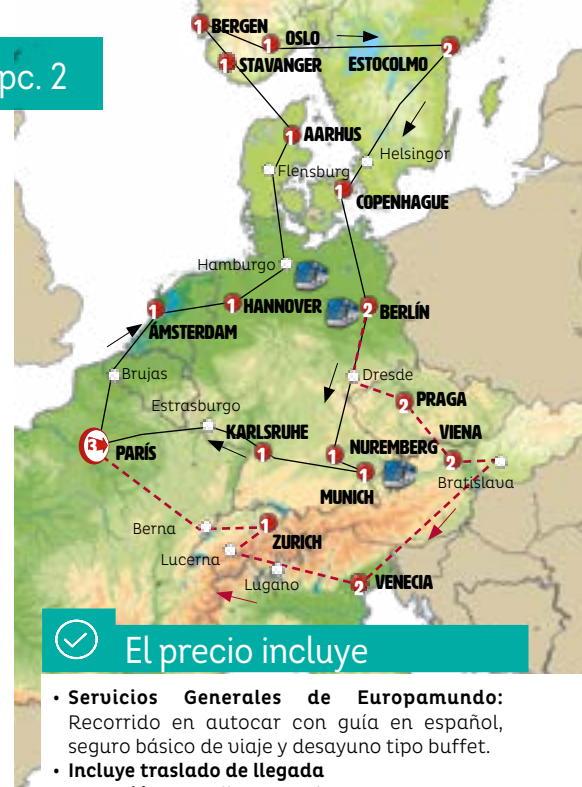 BERGEN
1
OSLO
1
STAVANGER
1
ESTOCOLMO
2
pc. 2
AARHUS
1
Helsingor
Flensburg
COPENHAGUE
1
Hamburgo
HANNOVER
1
BERLÍN
2
ÁMSTERDAM
1
Brujas
Dresde
PRAGA
2
Estrasburgo
KARLSRUHE
1
VIENA
2
NUREMBERG
1
PARÍS
3
MUNICH
1
Bratislava
Berna
ZURICH
1
Lucerna
Lugano
VENECIA
2
El precio incluye
• Servicios Generales de Europamundo:
Recorrido en autocar con guía en español,
seguro básico de viaje y desayuno tipo buffet.
• Incluye traslado de llegada